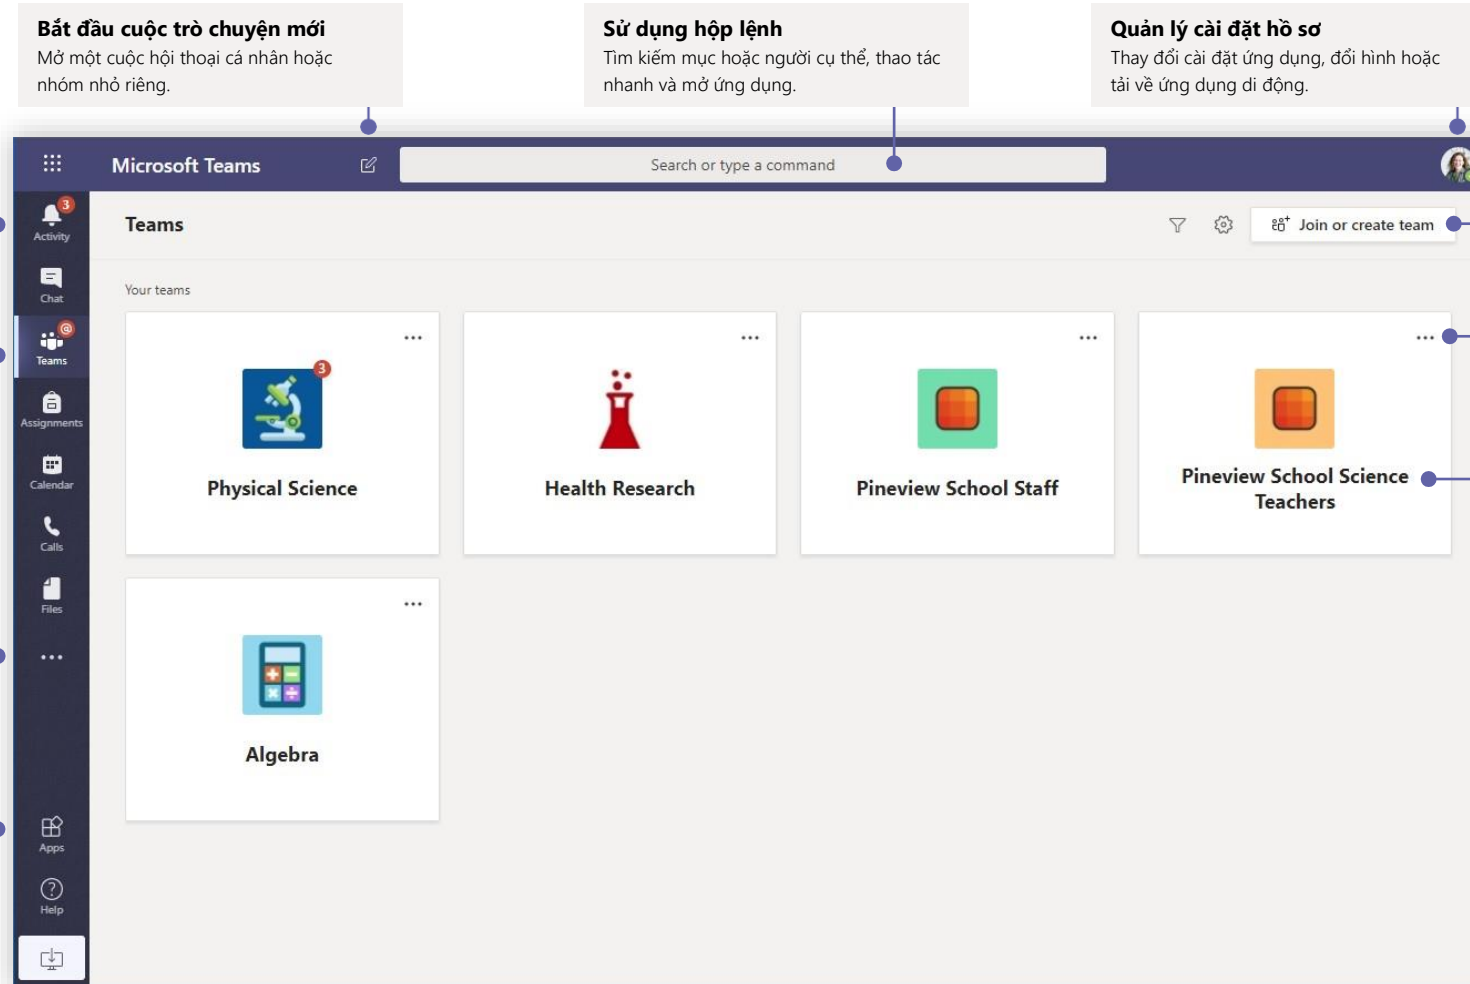 Bắt đầu cuộc trò chuyện mới
Mở một cuộc hội thoại cá nhân hoặc
nhóm nhỏ riêng.
Sử dụng hộp lệnh
Tìm kiếm mục hoặc người cụ thể, thao tác
nhanh và mở ứng dụng.
Quản lý cài đặt hồ sơ
Thay đổi cài đặt ứng dụng, đổi hình hoặc
tải về ứng dụng di động.
Microsoft Teams
Search or type a command
3
Activity
Chat
@
Teams
Assignments
Calendar
Calls
Files
Apps
Help
Teams
Join or create team
Your teams
3
Physical Science
Health Research
Pineview School Staff
Pineview School Science
Teachers
Algebra